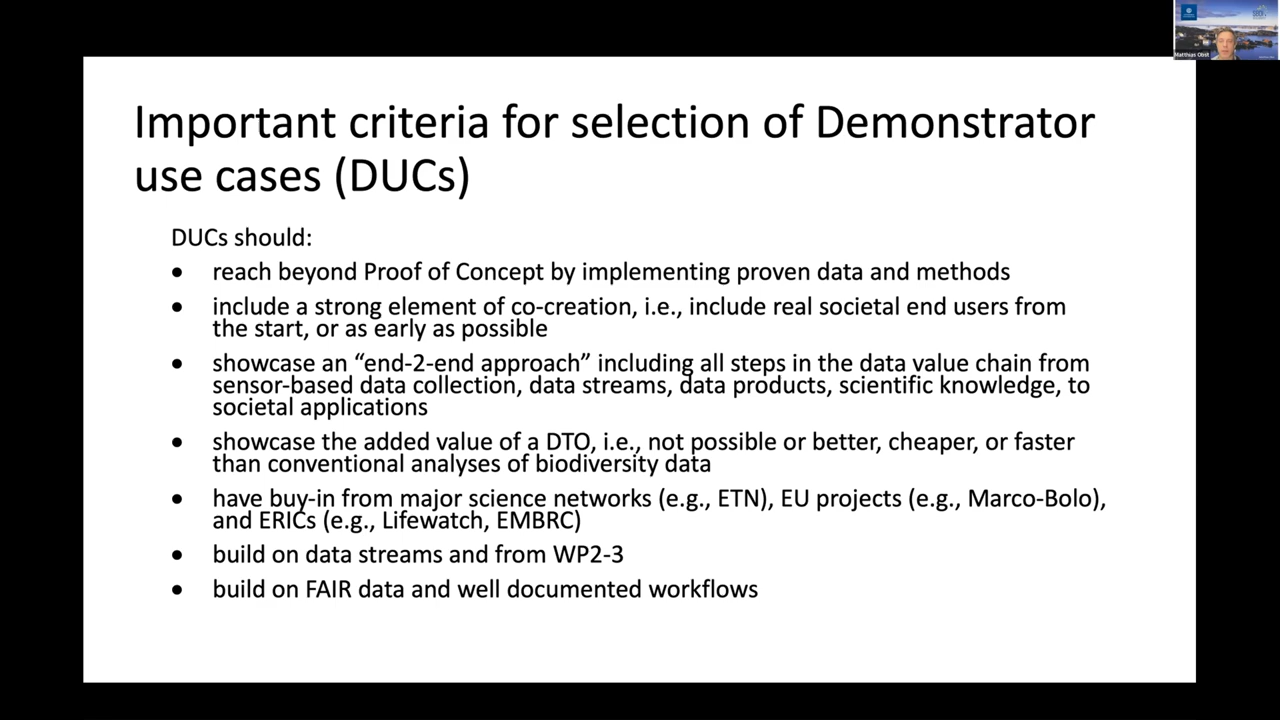 Matthias Obst
Important criteria for selection of Demonstrator
use cases (DUCs)
DUCs should:
• reach beyond Proof of Concept by implementing proven data and methods
• include a strong element of co-creation, i.e., include real societal end users from
the start, or as early as possible
• showcase an “end-2-end approach” including all steps in the data value chain from
sensor-based data collection, data streams, data products, scientific knowledge, to
societal applications
• showcase the added value of a DTO, i.e., not possible or better, cheaper, or faster
than conventional analyses of biodiversity data
• have buy-in from major science networks (e.g., ETN), EU projects (e.g., Marco-Bolo),
and ERICs (e.g., Lifewatch, EMBRC)
• build on data streams and from WP2-3
• build on FAIR data and well documented workflows